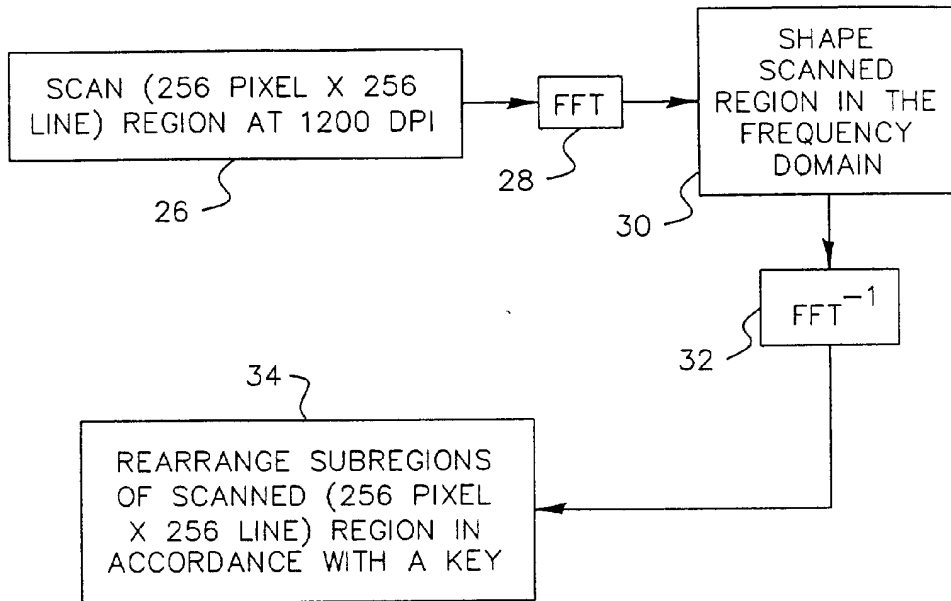 SCAN (256 PIXEL X 256
LINE) REGION AT 1200 DPI
26
FFT
28
SHAPE
SCANNED
REGION IN THE
FREQUENCY
DOMAIN
30
FFT⁻¹
32
34
REARRANGE SUBREGIONS
OF SCANNED (256 PIXEL
X 256 LINE) REGION IN
ACCORDANCE WITH A KEY